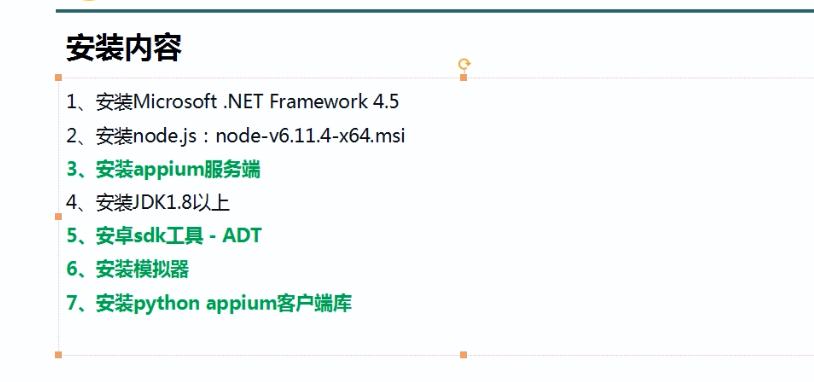 安装内容
1、安装Microsoft .NET Framework 4.5
2、安装node.js：node-v6.11.4-x64.msi
3、安装appium服务端
4、安装JDK1.8以上
5、安卓sdk工具 - ADT
6、安装模拟器
7、安装python appium客户端库